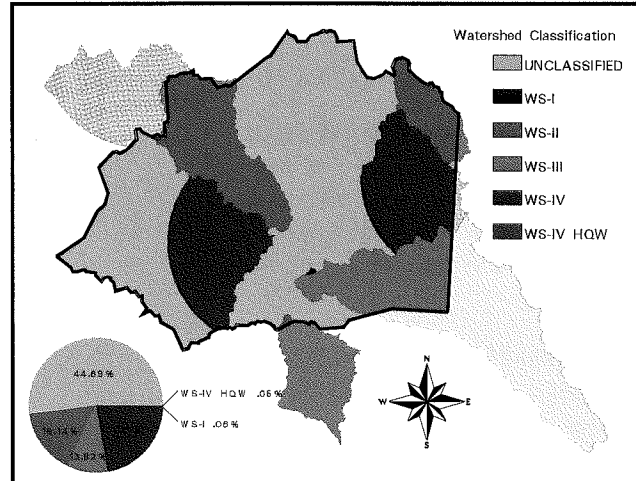 Watershed Classification
UNCLASSIFIED
WS-I
WS-II
WS-III
WS-IV
WS-IV HQW
44.69%
WS-IV HQW .05%
WS-I .06%
N
W
E
S